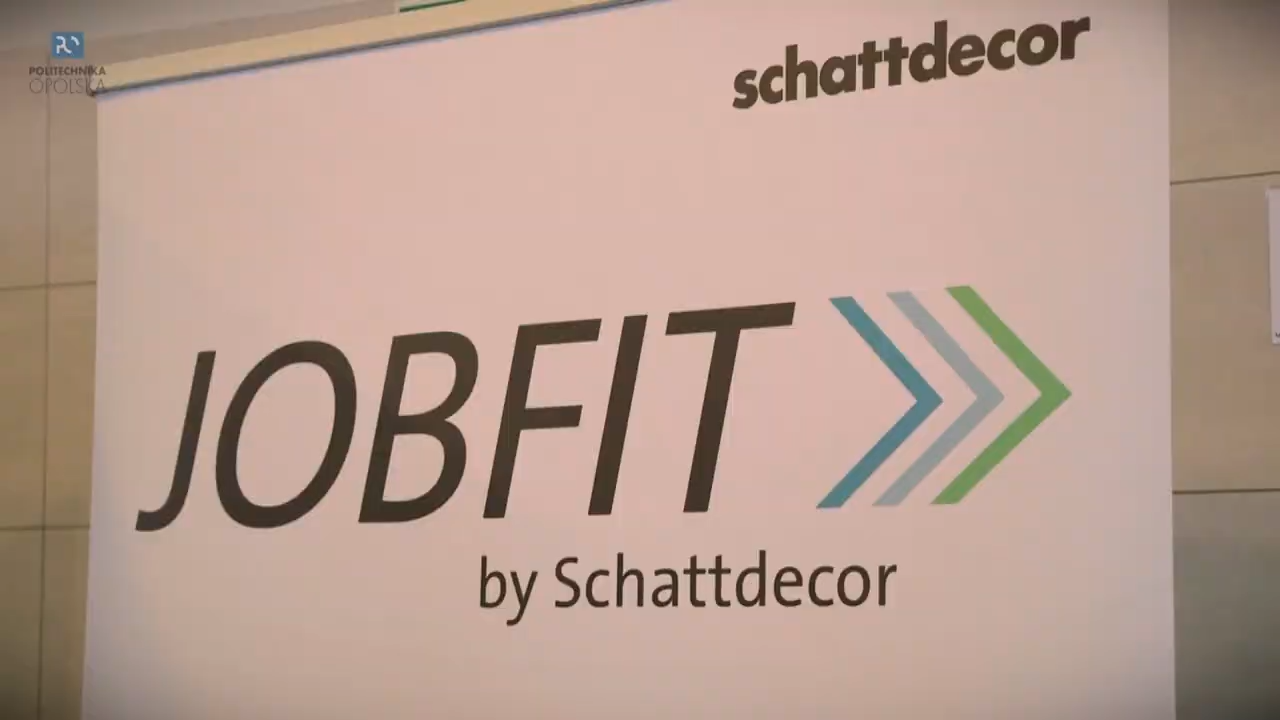 POLITECHNIKA
OPOLSKA
schattdecor
JOBFIT
by Schattdecor